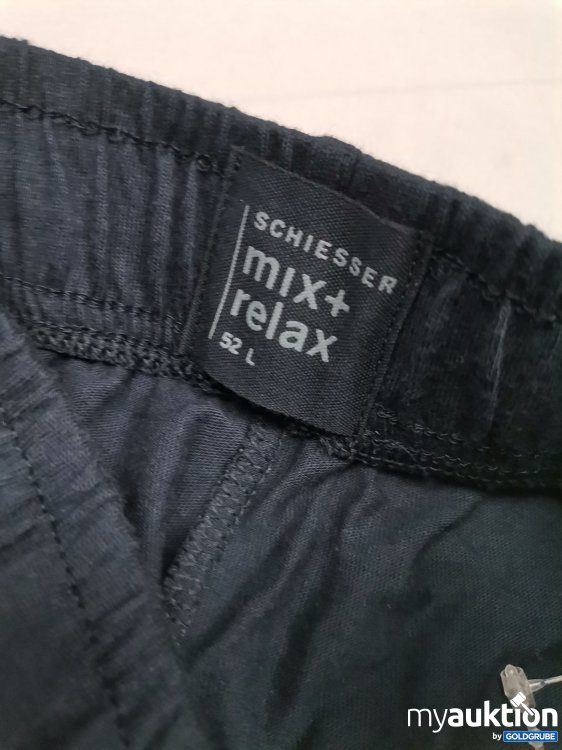 SCHIESSER
mix+
relax
52 L
myauktion
by GOLDGRUBE